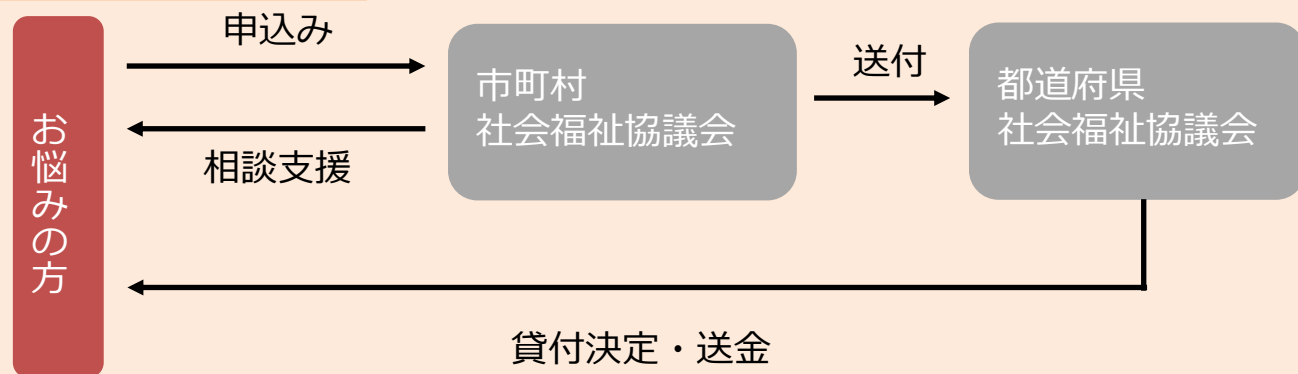 お悩みの方
申込み
相談支援
市町村
社会福祉協議会
送付
都道府県
社会福祉協議会
貸付決定・送金